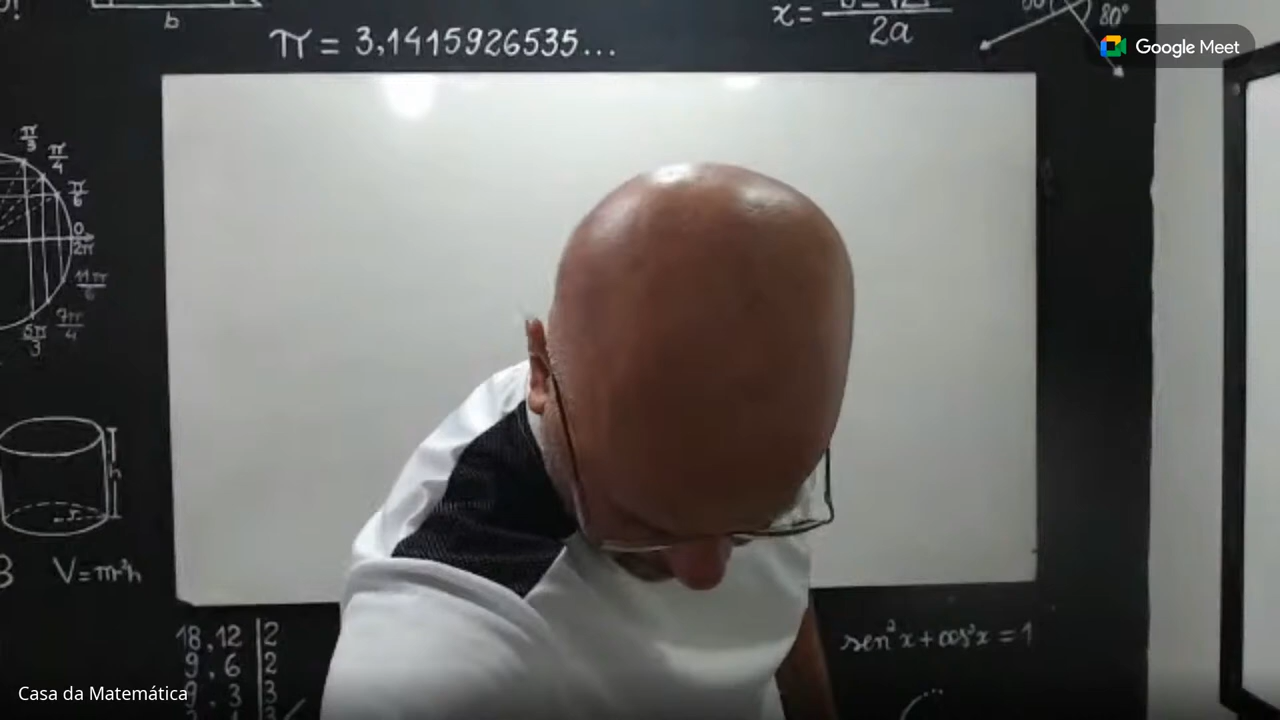 b
π = 3,1415926535...
x =
2a
80°
Google Meet
π/3
π/4
π/6
0
2π
11π/6
7π/4
5π/3
h
r
V = πr²h
18,12 | 2
9,6 | 2
9,3 | 3
sen²x + cos²x = 1
Casa da Matemática